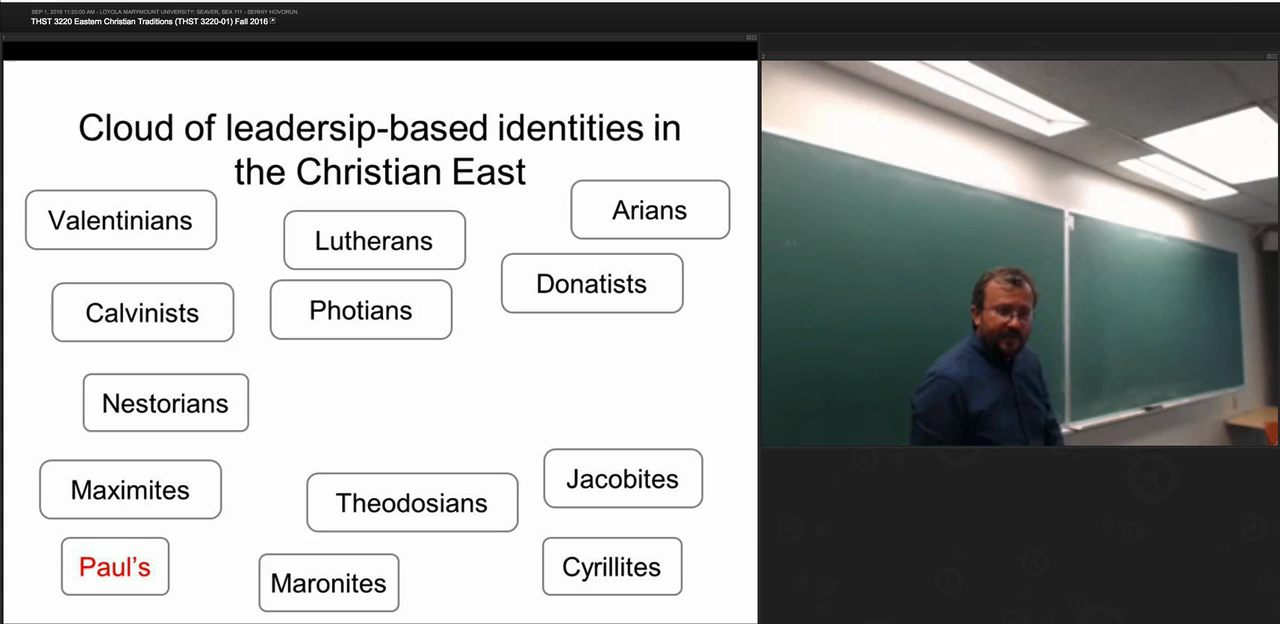 SEP 1, 2016 11:20:00 AM - LOYOLA MARYMOUNT UNIVERSITY: SEAVER, SEA 111 - SERHIY HOVORUN
THST 3220 Eastern Christian Traditions (THST 3220-01) Fall 2016
1
2
Cloud of leadersip-based identities in
the Christian East
Valentinians
Lutherans
Arians
Calvinists
Photians
Donatists
Nestorians
Maximites
Theodosians
Jacobites
Paul's
Maronites
Cyrillites